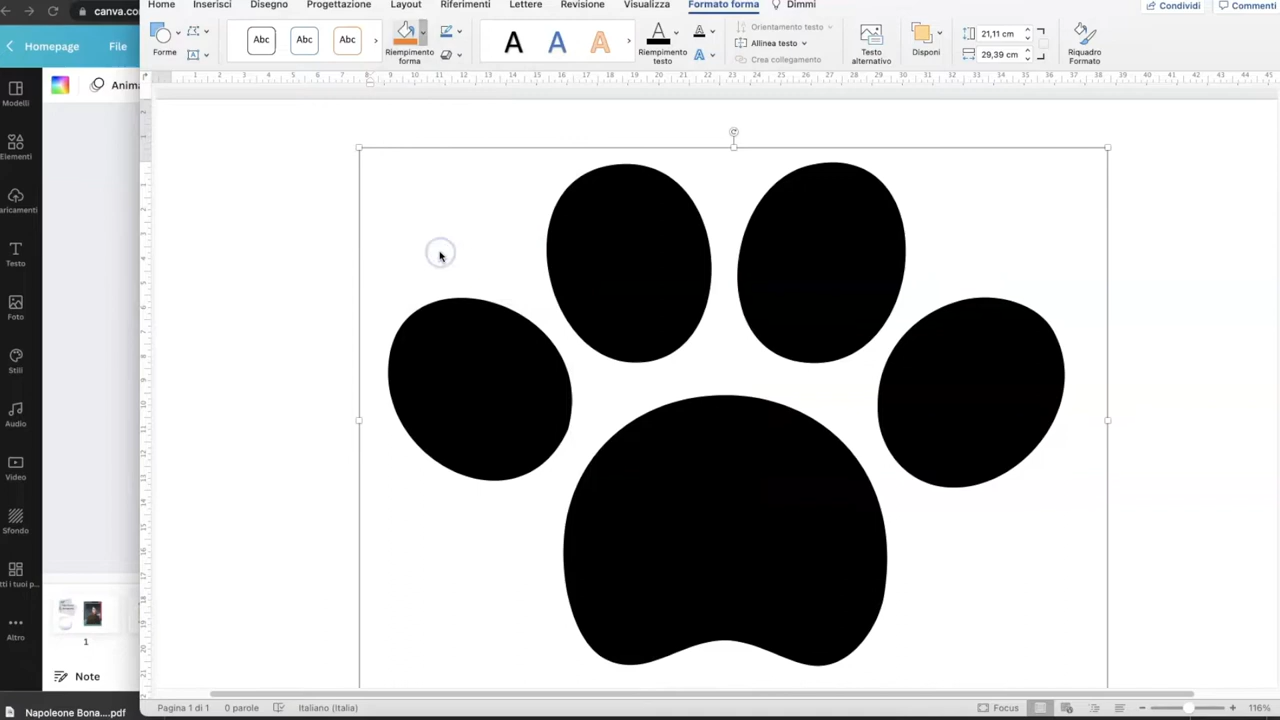 canva.co
Homepage
File
Modelli
Elementi
aricamenti
Testo
Foto
Stili
Audio
Video
Sfondo
tti i tuoi p...
Altro
Anima
1
Note
Napoleone Bona....pdf
Home
Inserisci
Disegno
Progettazione
Layout
Riferimenti
Lettere
Revisione
Visualizza
Formato forma
Dimmi
Condividi
Commenti
Forme
Abc
Abc
Abc
Riempimento
forma
A
A
A
Riempimento
testo
Orientamento testo
Allinea testo
Crea collegamento
Testo
alternativo
Disponi
21,11 cm
29,39 cm
Riquadro
Formato
Pagina 1 di 1
0 parole
Italiano (Italia)
Focus
116%